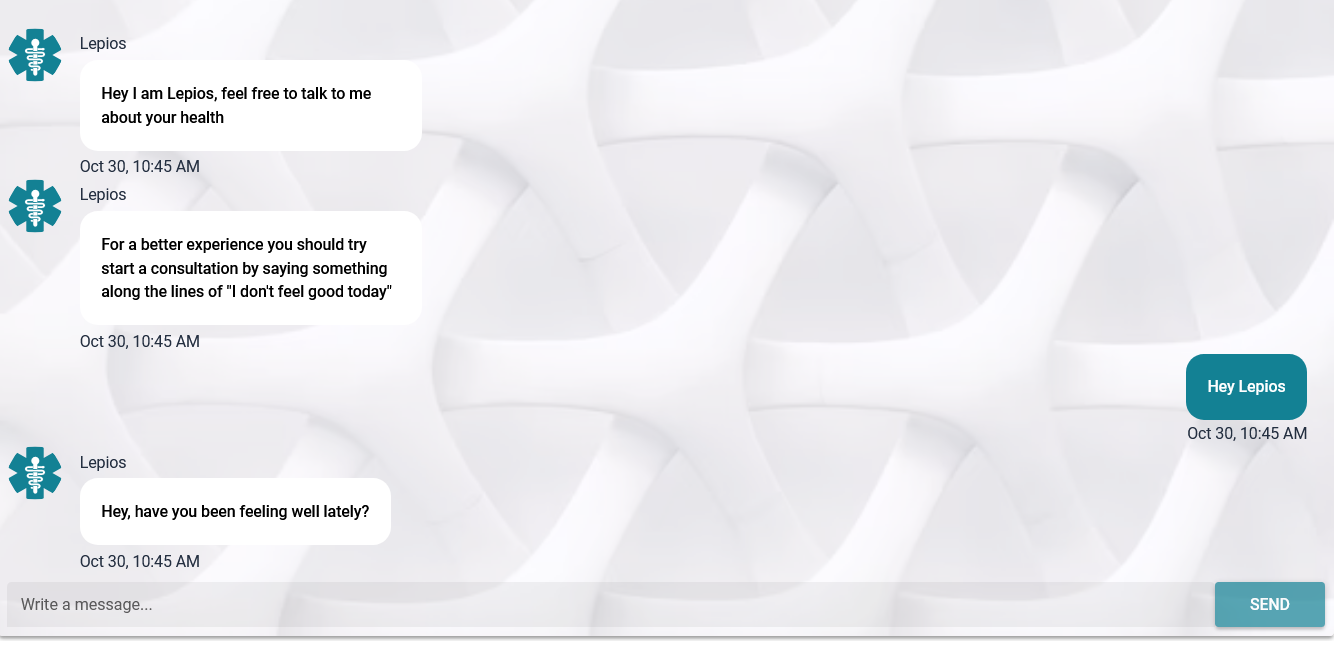 Lepios
Hey I am Lepios, feel free to talk to me
about your health
Oct 30, 10:45 AM
Lepios
For a better experience you should try
start a consultation by saying something
along the lines of "I don't feel good today"
Oct 30, 10:45 AM
Hey Lepios
Oct 30, 10:45 AM
Lepios
Hey, have you been feeling well lately?
Oct 30, 10:45 AM
Write a message...
SEND